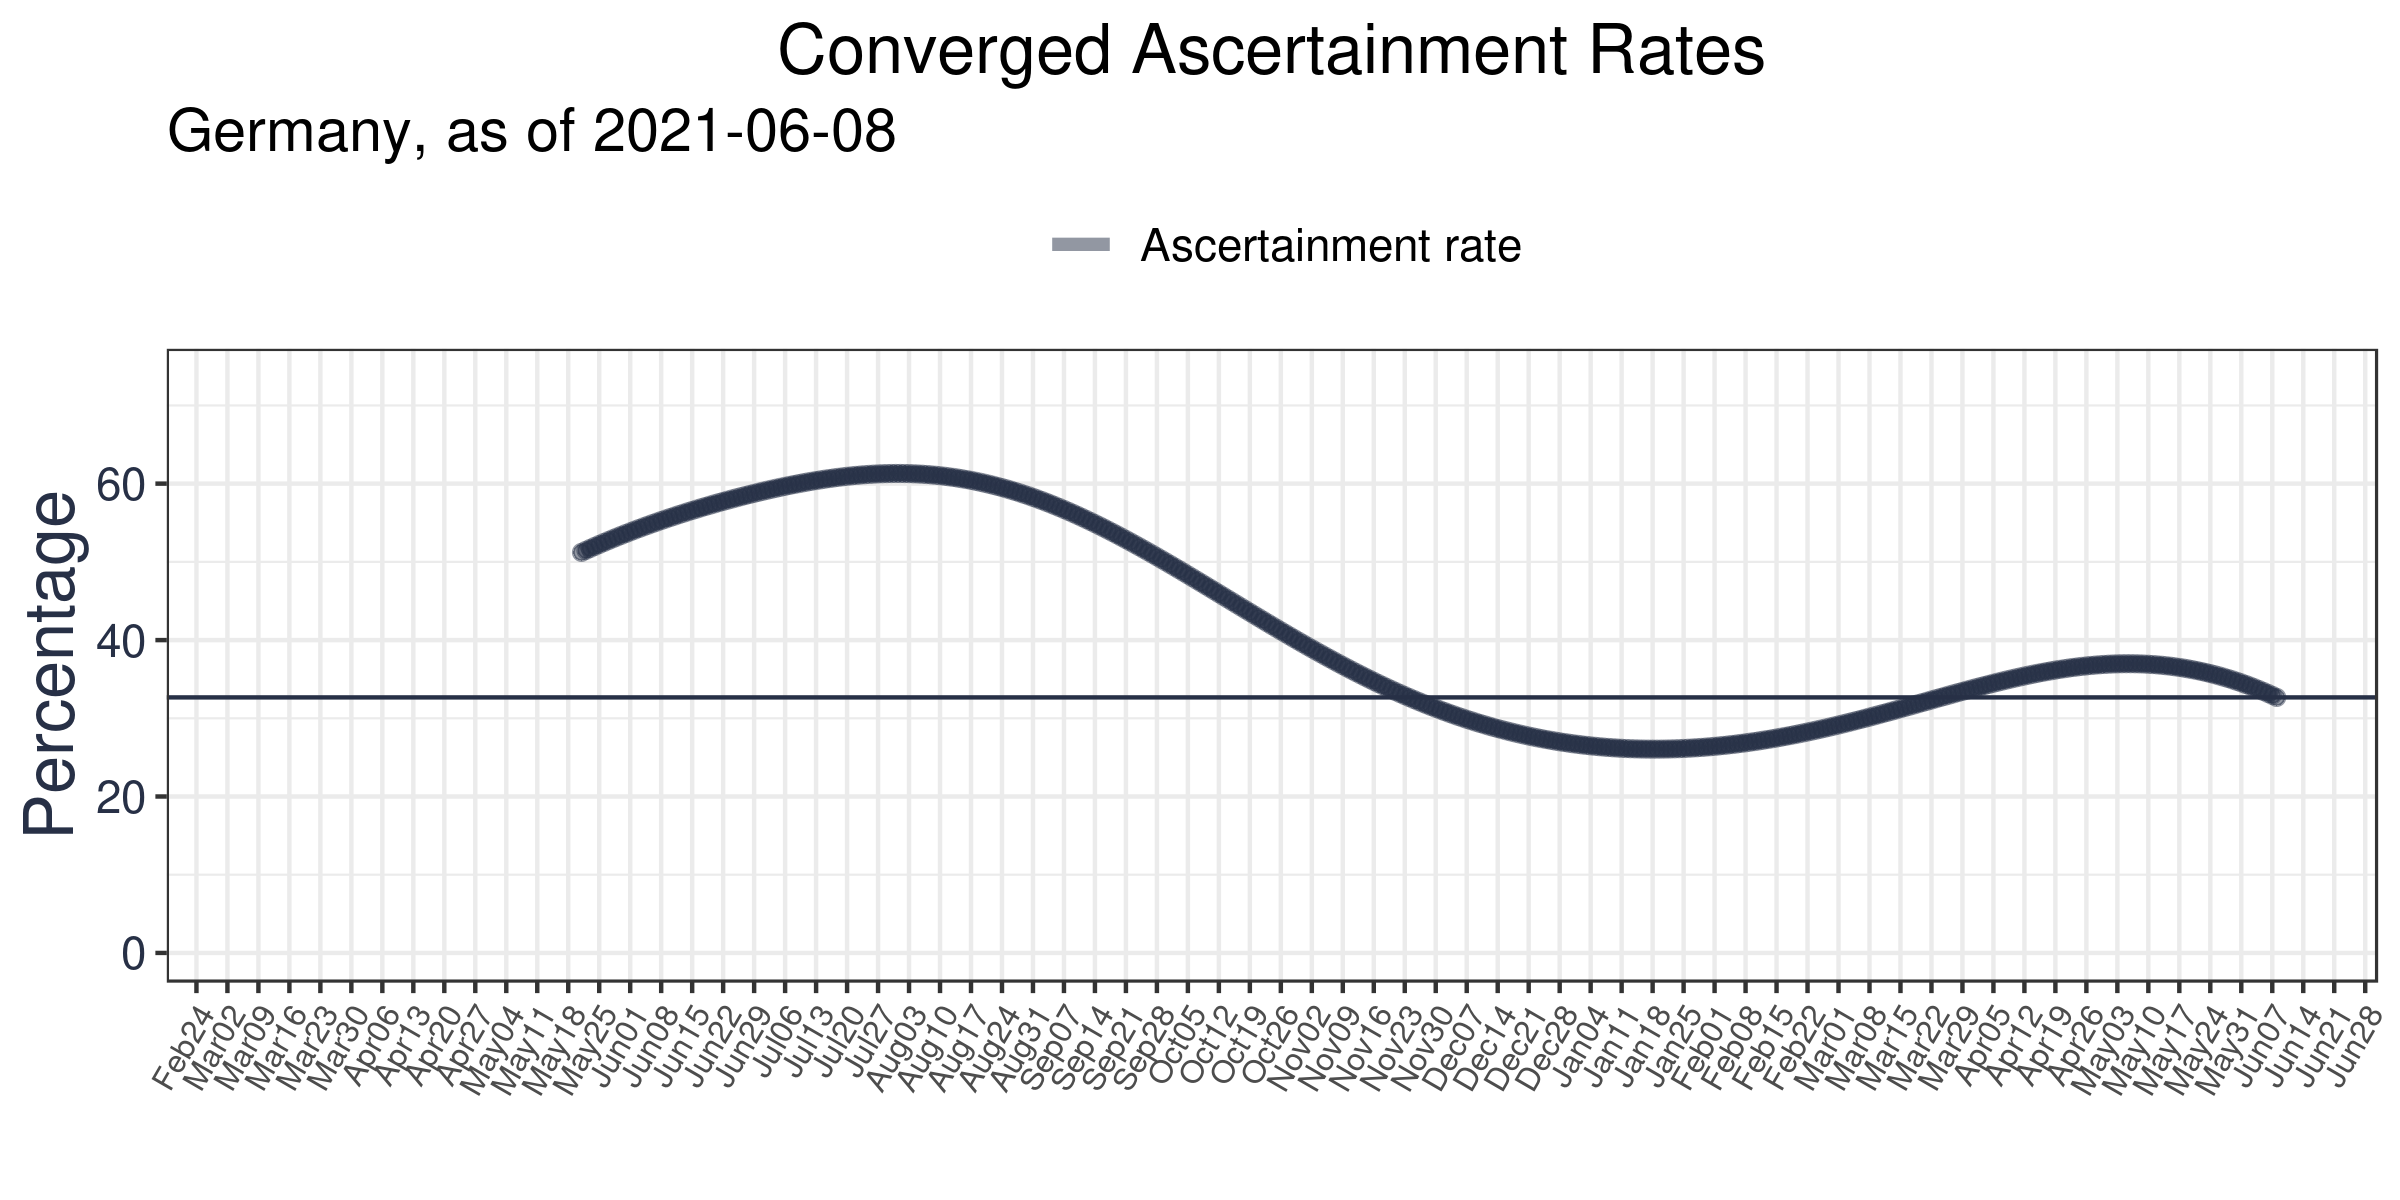 Converged Ascertainment Rates
Germany, as of 2021-06-08
Ascertainment rate
Percentage
60
40
20
0
Feb24 Mar02 Mar09 Mar16 Mar23 Mar30 Apr06 Apr13 Apr20 Apr27 May04 May11 May18 May25 Jun01 Jun08 Jun15 Jun22 Jun29 Jul06 Jul13 Jul20 Jul27 Aug03 Aug10 Aug17 Aug24 Aug31 Sep07 Sep14 Sep21 Sep28 Oct05 Oct12 Oct19 Oct26 Nov02 Nov09 Nov16 Nov23 Nov30 Dec07 Dec14 Dec21 Dec28 Jan04 Jan11 Jan18 Jan25 Feb01 Feb08 Feb15 Feb22 Mar01 Mar08 Mar15 Mar22 Mar29 Apr05 Apr12 Apr19 Apr26 May03 May10 May17 May24 May31 Jun07 Jun14 Jun21 Jun28